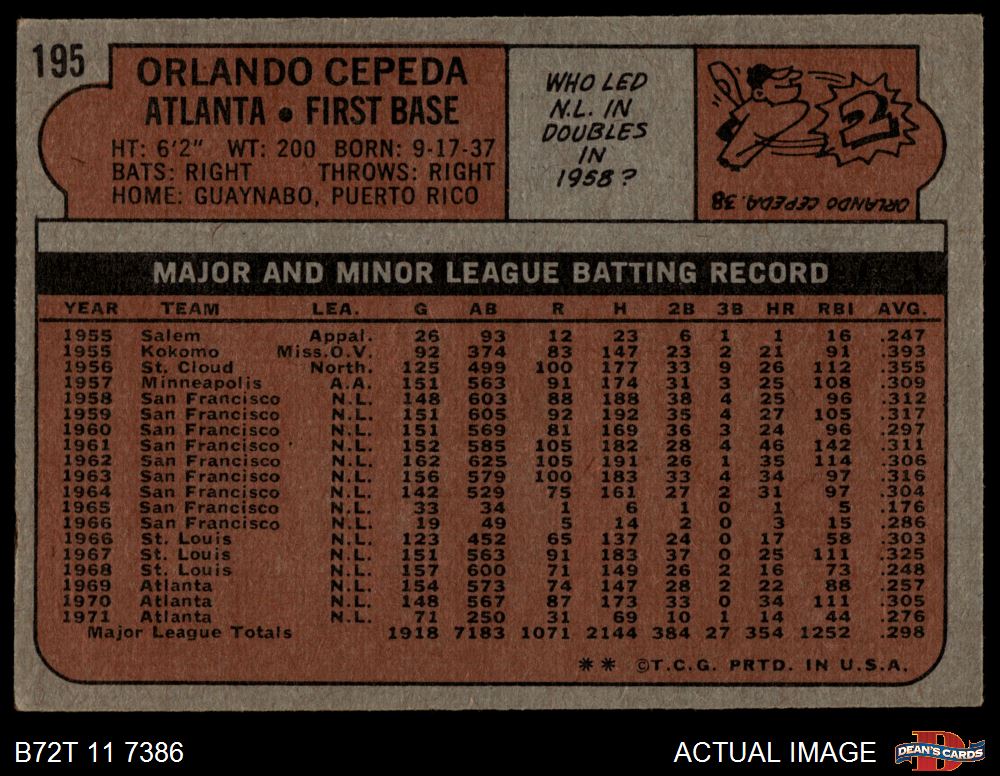 195
ORLANDO CEPEDA
ATLANTA • FIRST BASE
HT: 6'2" WT: 200 BORN: 9-17-37
BATS: RIGHT THROWS: RIGHT
HOME: GUAYNABO, PUERTO RICO
WHO LED
N.L. IN
DOUBLES
IN
1958?
2
ORLANDO CEPEDA. 38
MAJOR AND MINOR LEAGUE BATTING RECORD
YEAR TEAM LEA. G AB R H 2B 3B HR RBI AVG.
1955 Salem Appal. 26 93 12 23 6 1 1 16 .247
1955 Kokomo Miss.O.V. 92 374 83 147 23 2 21 91 .393
1956 St. Cloud North. 125 499 100 177 33 9 26 112 .355
1957 Minneapolis A.A. 151 563 91 174 31 3 25 108 .309
1958 San Francisco N.L. 148 603 88 188 38 4 25 96 .312
1959 San Francisco N.L. 151 605 92 192 35 4 27 105 .317
1960 San Francisco N.L. 151 569 81 169 36 3 24 96 .297
1961 San Francisco N.L. 152 585 105 182 28 4 46 142 .311
1962 San Francisco N.L. 162 625 105 191 26 1 35 114 .306
1963 San Francisco N.L. 156 579 100 183 33 4 34 97 .316
1964 San Francisco N.L. 142 529 75 161 27 2 31 97 .304
1965 San Francisco N.L. 33 34 1 6 1 0 1 5 .176
1966 San Francisco N.L. 19 49 5 14 2 0 3 15 .286
1966 St. Louis N.L. 123 452 65 137 24 0 17 58 .303
1967 St. Louis N.L. 151 563 91 183 37 0 25 111 .325
1968 St. Louis N.L. 157 600 71 149 26 2 16 73 .248
1969 Atlanta N.L. 154 573 74 147 28 2 22 88 .257
1970 Atlanta N.L. 148 567 87 173 33 0 34 111 .305
1971 Atlanta N.L. 71 250 31 69 10 1 14 44 .276
Major League Totals 1918 7183 1071 2144 384 27 354 1252 .298
** ©T.C.G. PRTD. IN U.S.A.
B72T 11 7386
ACTUAL IMAGE
DEAN'S CARDS